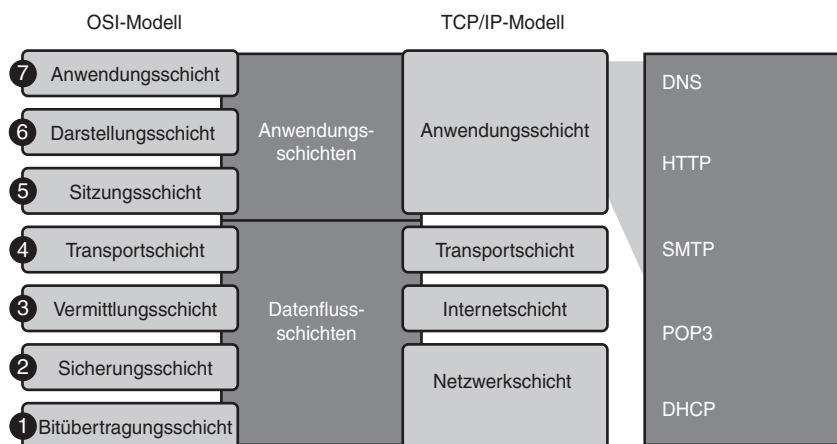 OSI-Modell
TCP/IP-Modell
7 Anwendungsschicht
6 Darstellungsschicht
5 Sitzungsschicht
4 Transportschicht
3 Vermittlungsschicht
2 Sicherungsschicht
1 Bitübertragungsschicht
Anwendungs-
schichten
Datenfluss-
schichten
Anwendungsschicht
Transportschicht
Internetschicht
Netzwerkschicht
DNS
HTTP
SMTP
POP3
DHCP